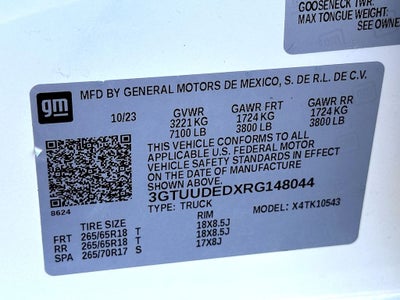 GOOSENECK TWR:
MAX TONGUE WEIGHT:
SEE OWNE
gm
MFD BY GENERAL MOTORS DE MEXICO, S. DE R.L. DE C.V.
10/23 GVWR GAWR FRT GAWR RR
3221 KG 1724 KG 1724 KG
7100 LB 3800 LB 3800 LB
THIS VEHICLE CONFORMS TO ALL
APPLICABLE U.S. FEDERAL MOTOR
VEHICLE SAFETY STANDARDS IN EFFECT
ON THE DATE OF MANUFACTURE SHOWN ABOVE.
3GTUUDEDXRG148044
8624 TYPE: TRUCK MODEL: X4TK10543
TIRE SIZE RIM
FRT 265/65R18 T 18X8.5J
RR 265/65R18 T 18X8.5J
SPA 265/70R17 S 17X8J